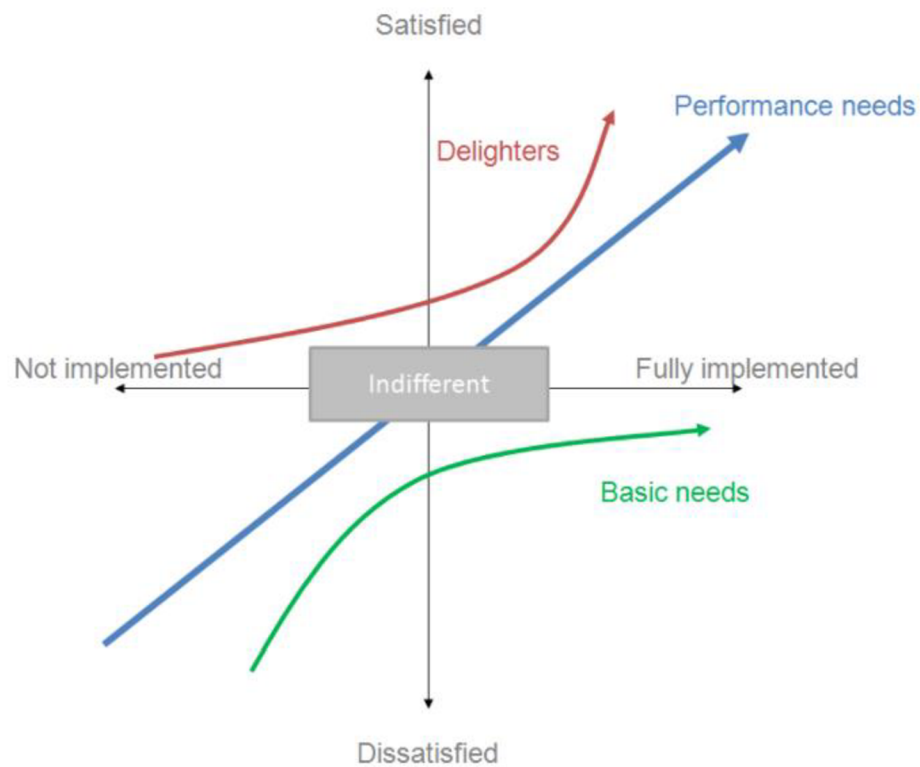 Satisfied
Performance needs
Delighters
Not implemented
Indifferent
Fully implemented
Basic needs
Dissatisfied